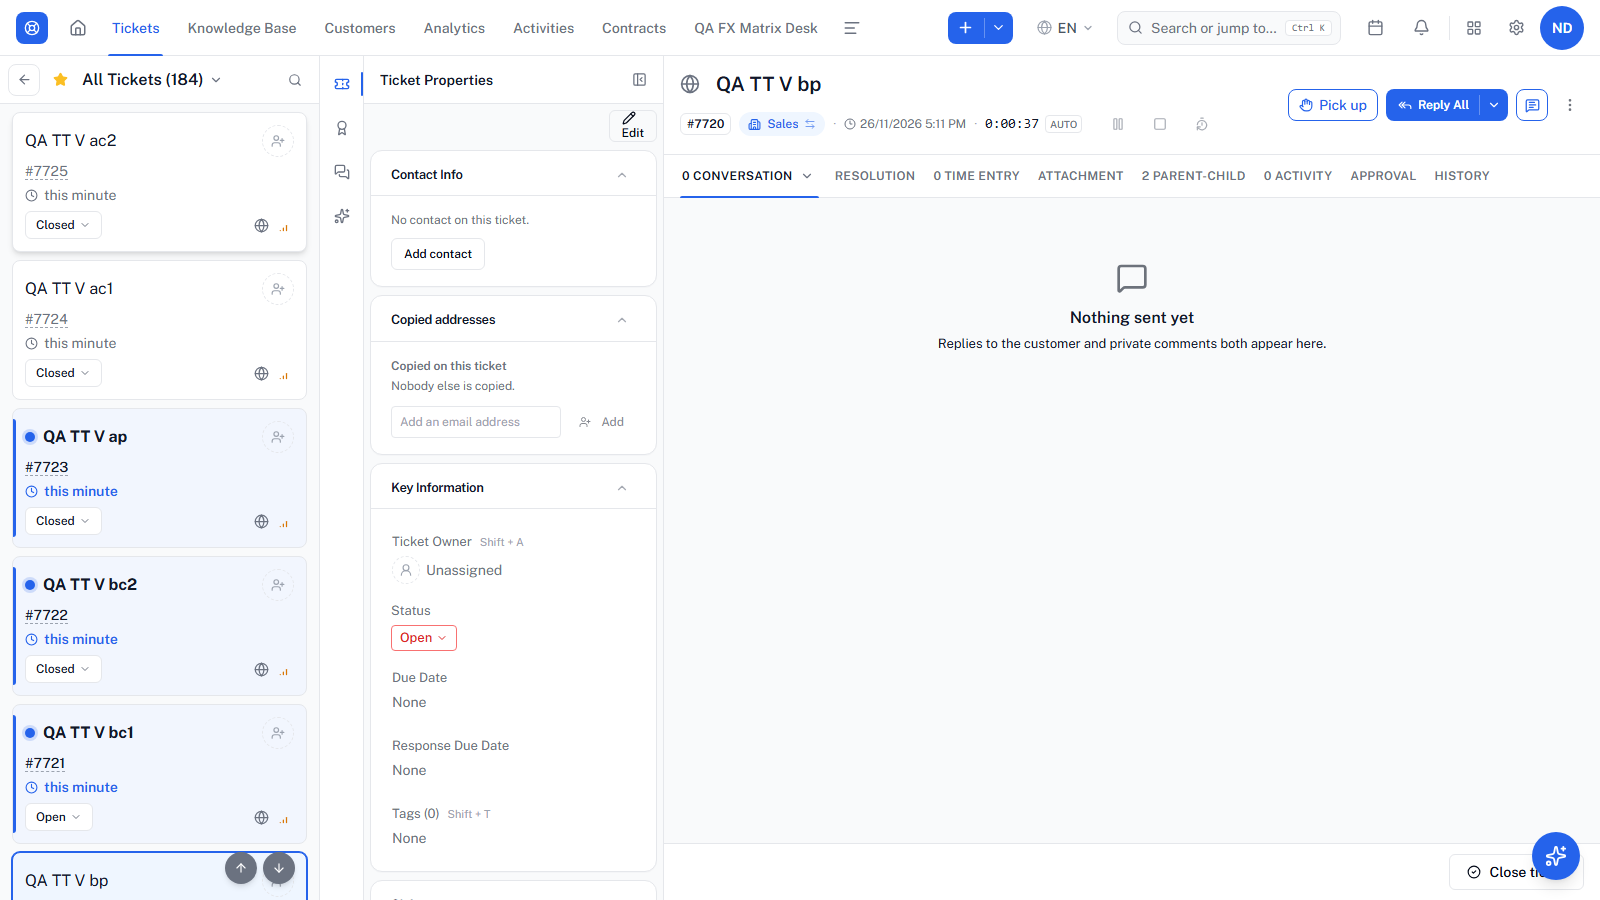 Tickets
Knowledge Base
Customers
Analytics
Activities
Contracts
QA FX Matrix Desk
EN
Search or jump to...
Ctrl K
ND
All Tickets (184)
QA TT V ac2
#7725
this minute
Closed
QA TT V ac1
#7724
this minute
Closed
QA TT V ap
#7723
this minute
Closed
QA TT V bc2
#7722
this minute
Closed
QA TT V bc1
#7721
this minute
Open
QA TT V bp
Ticket Properties
Edit
Contact Info
No contact on this ticket.
Add contact
Copied addresses
Copied on this ticket
Nobody else is copied.
Add an email address
Add
Key Information
Ticket Owner Shift + A
Unassigned
Status
Open
Due Date
None
Response Due Date
None
Tags (0) Shift + T
None
QA TT V bp
#7720
Sales
· 26/11/2026 5:11 PM · 0:00:37 AUTO
Pick up
Reply All
0 CONVERSATION
RESOLUTION
0 TIME ENTRY
ATTACHMENT
2 PARENT-CHILD
0 ACTIVITY
APPROVAL
HISTORY
Nothing sent yet
Replies to the customer and private comments both appear here.
Close